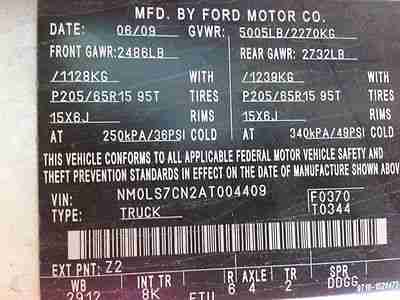 MFD. BY FORD MOTOR CO.
DATE: 06/09 GVWR: 5005LB/2270KG
FRONT GAWR: 2486LB REAR GAWR: 2732LB
/1128KG WITH /1239KG WITH
P205/65R15 95T TIRES P205/65R15 95T TIRES
15X6J RIMS 15X6.J RIMS
AT 250kPA/36PSI COLD AT 340kPA/49PSI COLD
THIS VEHICLE CONFORMS TO ALL APPLICABLE FEDERAL MOTOR VEHICLE SAFETY
THEFT PREVENTION STANDARDS IN EFFECT ON THE DATE OF MANUFACTURE SHOWN AB
VIN: NM0LS7CN2AT004409 F0370
TYPE: TRUCK T0344
EXT PNT: Z2
WB INT TR 6 4 2 DDGG
2912 8K
AXLE TR SPR